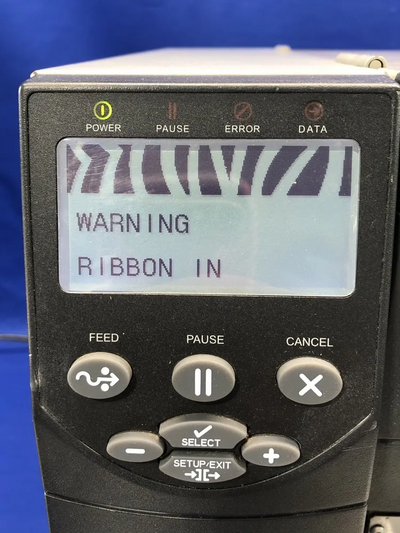 POWER PAUSE ERROR DATA
WARNING
RIBBON IN
FEED PAUSE CANCEL
SELECT
SETUP/EXIT